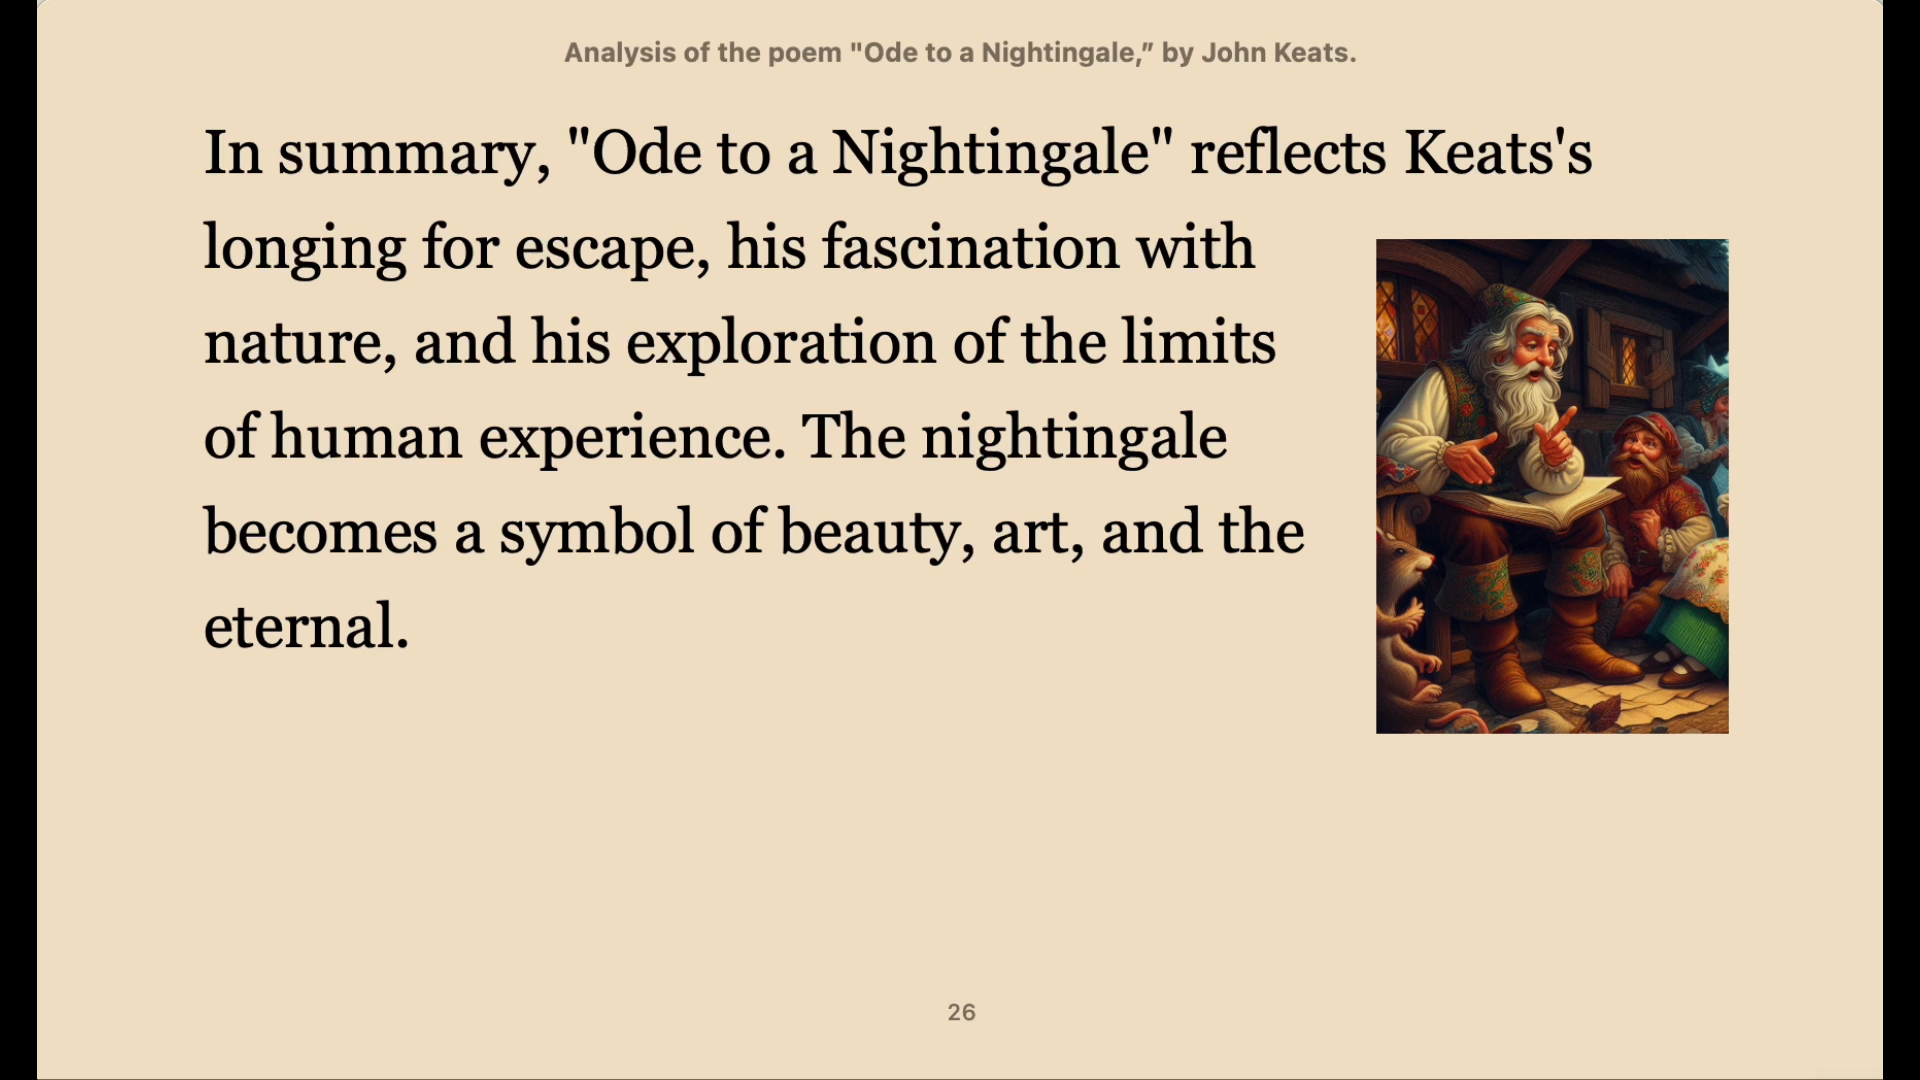 Analysis of the poem "Ode to a Nightingale,” by John Keats.
In summary, "Ode to a Nightingale" reflects Keats's
longing for escape, his fascination with
nature, and his exploration of the limits
of human experience. The nightingale
becomes a symbol of beauty, art, and the
eternal.
26